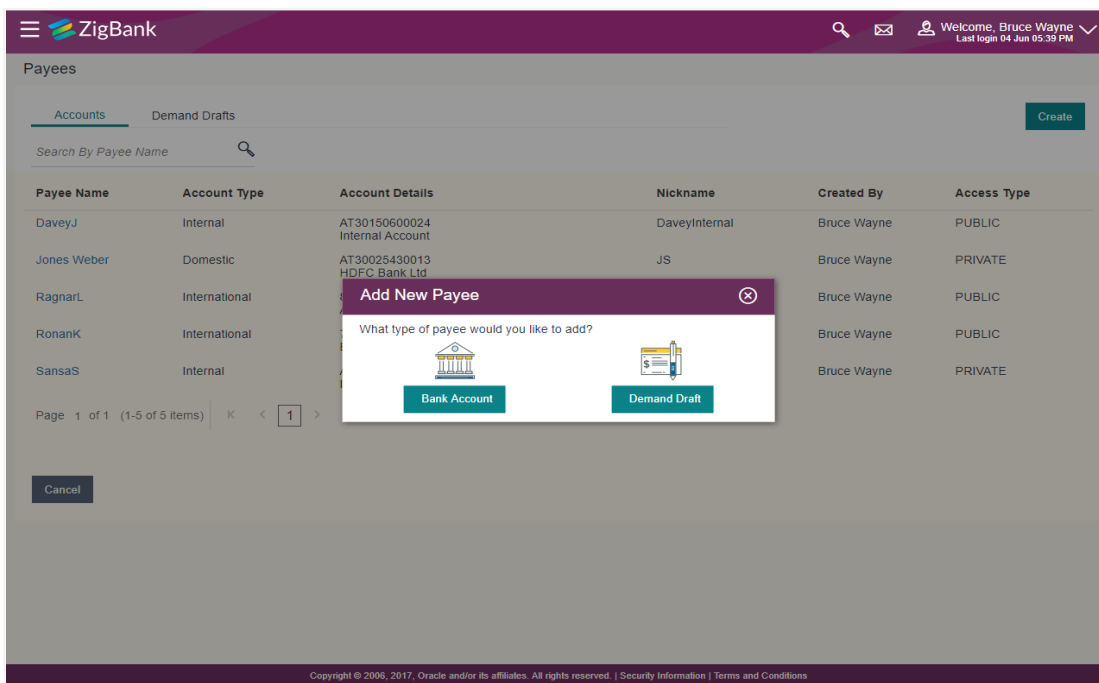 ZigBank
Welcome, Bruce Wayne
Last login 04 Jun 05:39 PM
Payees
Accounts Demand Drafts Create
Search By Payee Name
Payee Name Account Type Account Details Nickname Created By Access Type
DaveyJ Internal AT30150600024 DaveyInternal Bruce Wayne PUBLIC
Internal Account
Jones Weber Domestic AT30025430013 JS Bruce Wayne PRIVATE
HDFC Bank Ltd
RagnarL International Bruce Wayne PUBLIC
RonanK International Bruce Wayne PUBLIC
SansaS Internal Bruce Wayne PRIVATE
Add New Payee
What type of payee would you like to add?
Bank Account Demand Draft
Page 1 of 1 (1-5 of 5 items) K < 1 >
Cancel
Copyright © 2006, 2017, Oracle and/or its affiliates. All rights reserved. | Security Information | Terms and Conditions